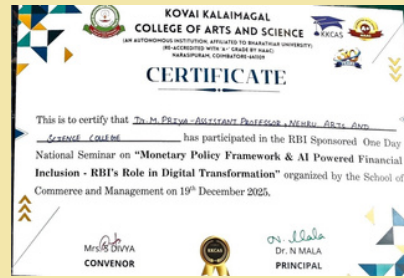 KOVAI KALAIMAGAL
COLLEGE OF ARTS AND SCIENCE
(AN AUTONOMOUS INSTITUTION, AFFILIATED TO BHARATHIAR UNIVERSITY)
(RE-ACCREDITED WITH 'A+' GRADE BY NAAC)
NARASIPURAM, COIMBATORE-641109
KKCAS
CERTIFICATE
This is to certify that Dr. M. PRIYA - ASSISTANT PROFESSOR, NEHRU ARTS AND
SCIENCE COLLEGE has participated in the RBI Sponsored One Day
National Seminar on "Monetary Policy Framework & AI Powered Financial
Inclusion - RBI's Role in Digital Transformation" organized by the School of
Commerce and Management on 19th December 2025.
Mrs. S DIVYA
CONVENOR
KKCAS
N. Mala
Dr. N MALA
PRINCIPAL